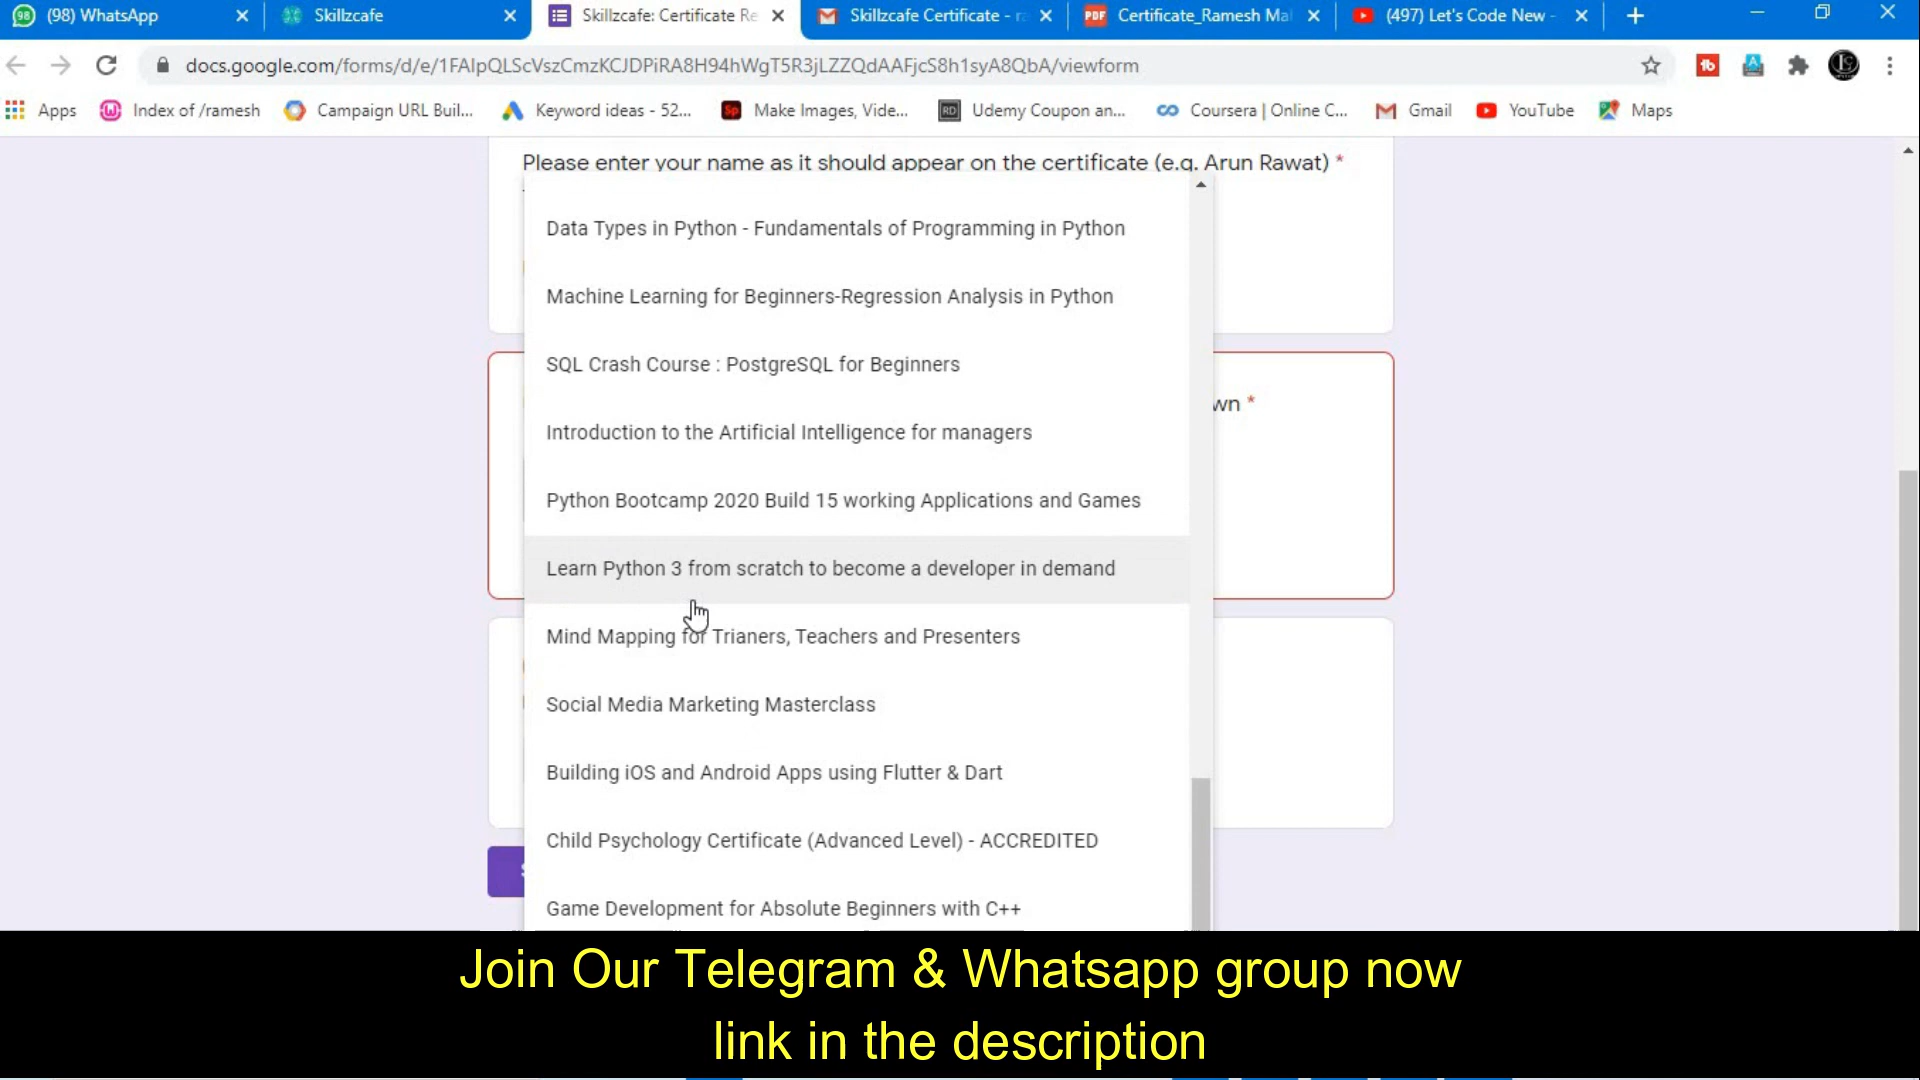 98
(98) WhatsApp
Skillzcafe
Skillzcafe: Certificate Re
Skillzcafe Certificate - ra
PDF
Certificate_Ramesh Mal
(497) Let's Code New -
docs.google.com/forms/d/e/1FAIpQLScVszCmzKCJDPiRA8H94hWgT5R3jLZZQdAAFjcS8h1syA8QbA/viewform
Apps
Index of /ramesh
Campaign URL Buil...
Keyword ideas - 52...
Sp
Make Images, Vide...
RD
Udemy Coupon an...
Coursera | Online C...
Gmail
YouTube
Maps
Please enter your name as it should appear on the certificate (e.g. Arun Rawat) *
Data Types in Python - Fundamentals of Programming in Python
Machine Learning for Beginners-Regression Analysis in Python
SQL Crash Course : PostgreSQL for Beginners
wn *
Introduction to the Artificial Intelligence for managers
Python Bootcamp 2020 Build 15 working Applications and Games
Learn Python 3 from scratch to become a developer in demand
Mind Mapping for Trianers, Teachers and Presenters
Social Media Marketing Masterclass
Building iOS and Android Apps using Flutter & Dart
Child Psychology Certificate (Advanced Level) - ACCREDITED
Game Development for Absolute Beginners with C++
Join Our Telegram & Whatsapp group now
link in the description